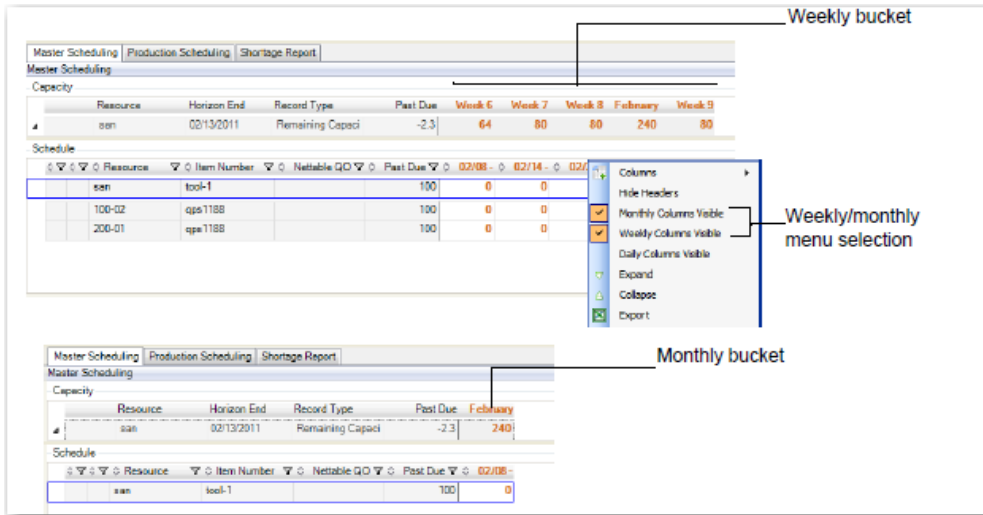 Weekly bucket
Master Scheduling Production Scheduling Shortage Report
Master Scheduling
Capacity
Resource Horizon End Record Type Past Due Week 6 Week 7 Week 8 February Week 9
san 02/13/2011 Remaining Capaci -2.3 64 80 80 240 80
Schedule
Resource Item Number Nettable QO Past Due 02/08 - 02/14 - 02/2
san tool-1 100 0 0
100-02 qps1188 100 0 0
200-01 qps1188 100 0 0
Columns
Hide Headers
Monthly Columns Visible
Weekly Columns Visible
Daily Columns Visible
Expand
Collapse
Export
Weekly/monthly
menu selection
Monthly bucket
Master Scheduling Production Scheduling Shortage Report
Master Scheduling
Capacity
Resource Horizon End Record Type Past Due February
san 02/13/2011 Remaining Capaci -2.3 240
Schedule
Resource Item Number Nettable QO Past Due 02/08 -
san tool-1 100 0